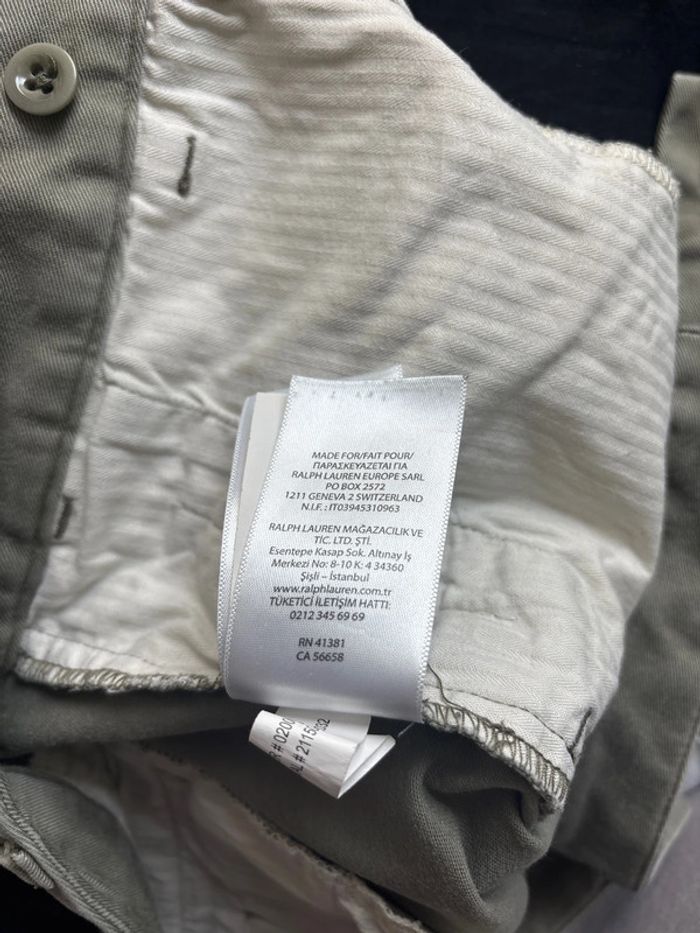 MADE FOR/FAIT POUR/
ΠΑΡΑΣΚΕΥΑΖΕΤΑΙ ΓΙΑ
RALPH LAUREN EUROPE SARL
PO BOX 2572
1211 GENEVA 2 SWITZERLAND
N.I.F. : IT03945310963
RALPH LAUREN MAĞAZACILIK VE
TİC. LTD. ŞTİ.
Esentepe Kasap Sok. Altınay İş
Merkezi No: 8-10 K: 4 34360
Şişli – İstanbul
www.ralphlauren.com.tr
TÜKETİCİ İLETİŞİM HATTI:
0212 345 69 69
RN 41381
CA 56658